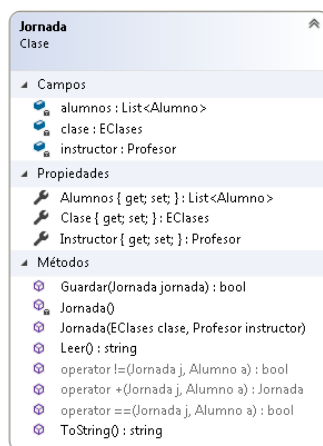 Jornada
Clase
Campos
alumnos : List<Alumno>
clase : EClases
instructor : Profesor
Propiedades
Alumnos { get; set; } : List<Alumno>
Clase { get; set; } : EClases
Instructor { get; set; } : Profesor
Métodos
Guardar(Jornada jornada) : bool
Jornada()
Jornada(EClases clase, Profesor instructor)
Leer() : string
operator !=(Jornada j, Alumno a) : bool
operator +(Jornada j, Alumno a) : Jornada
operator ==(Jornada j, Alumno a) : bool
ToString() : string